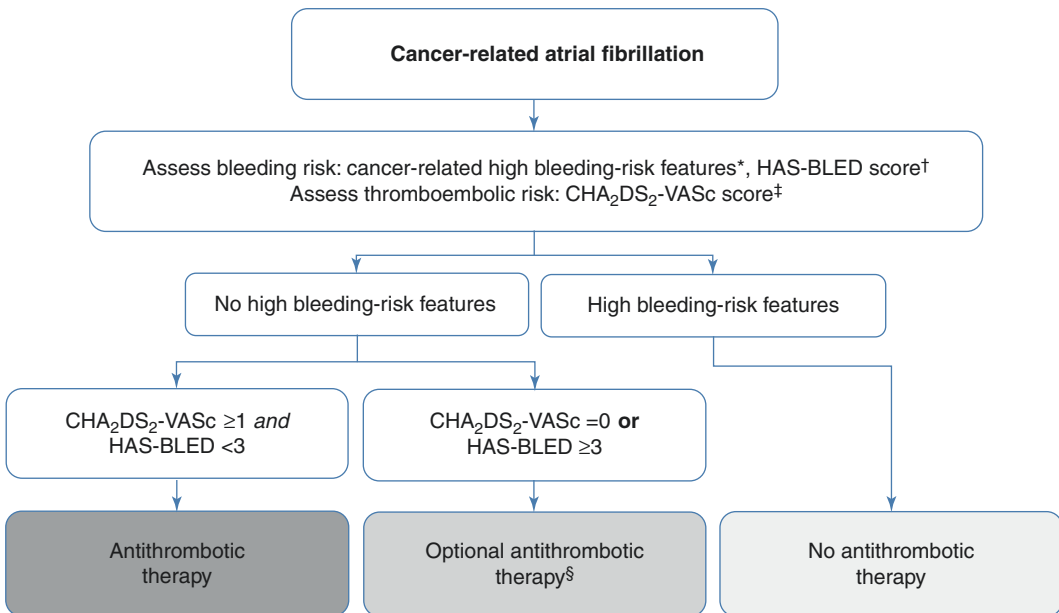 Cancer-related atrial fibrillation
Assess bleeding risk: cancer-related high bleeding-risk features*, HAS-BLED score†
Assess thromboembolic risk: CHA₂DS₂-VASc score‡
No high bleeding-risk features
High bleeding-risk features
CHA₂DS₂-VASc ≥1 and
HAS-BLED <3
CHA₂DS₂-VASc =0 or
HAS-BLED ≥3
Antithrombotic
therapy
Optional antithrombotic
therapy§
No antithrombotic
therapy